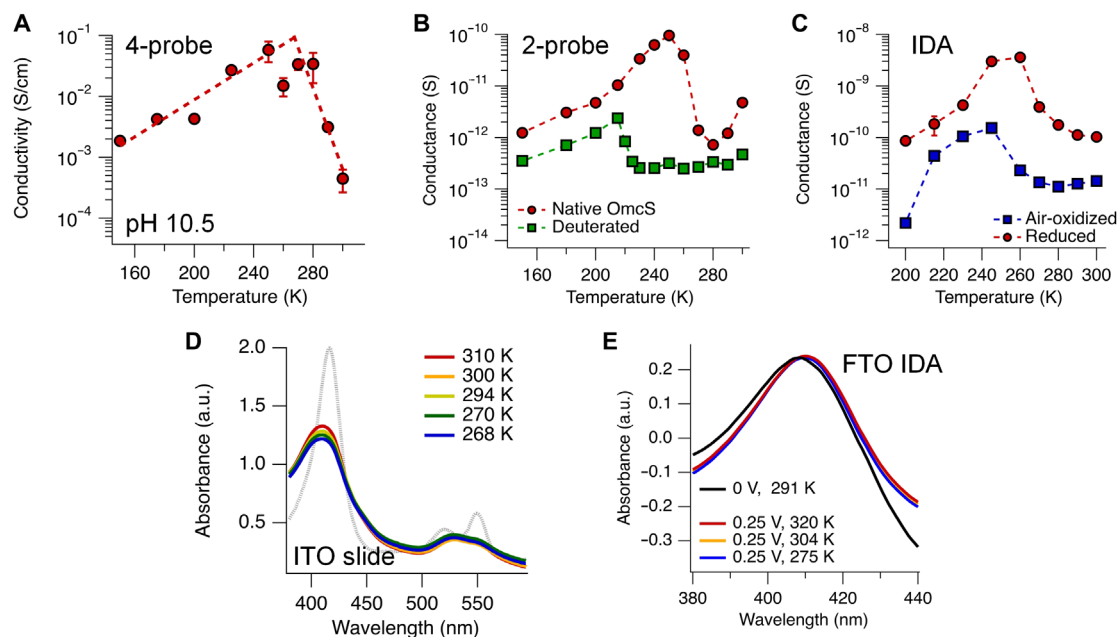 A
4-probe
Conductivity (S/cm)
10⁻¹
10⁻²
10⁻³
10⁻⁴
pH 10.5
160
200
240
280
Temperature (K)
B
2-probe
Conductance (S)
10⁻¹⁰
10⁻¹¹
10⁻¹²
10⁻¹³
10⁻¹⁴
Native OmcS
Deuterated
160
200
240
280
Temperature (K)
C
IDA
Conductance (S)
10⁻⁸
10⁻⁹
10⁻¹⁰
10⁻¹¹
10⁻¹²
Air-oxidized
Reduced
200
220
240
260
280
300
Temperature (K)
D
Absorbance (a.u.)
2.0
1.5
1.0
0.5
310 K
300 K
294 K
270 K
268 K
ITO slide
400
450
500
550
Wavelength (nm)
E
FTO IDA
Absorbance (a.u.)
0.2
0.1
0.0
−0.1
−0.2
−0.3
0 V, 291 K
0.25 V, 320 K
0.25 V, 304 K
0.25 V, 275 K
380
400
420
440
Wavelength (nm)